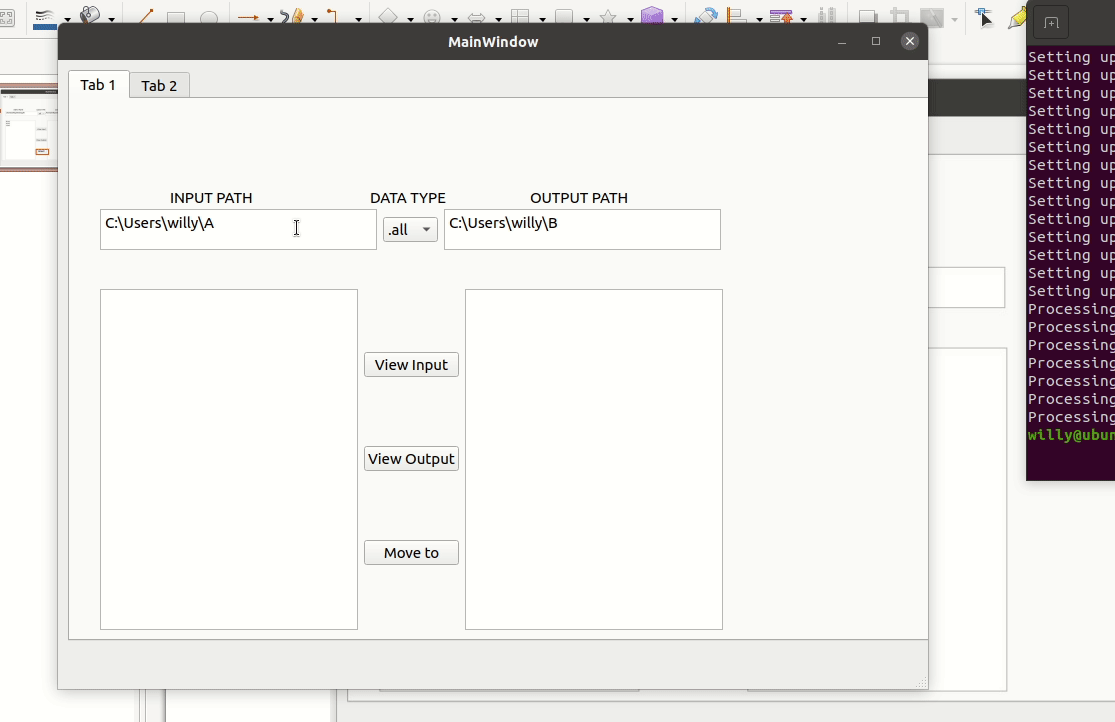 MainWindow
Tab 1
Tab 2
INPUT PATH
DATA TYPE
OUTPUT PATH
C:\Users\willy\A
.all
C:\Users\willy\B
View Input
View Output
Move to
Setting up
Setting up
Setting up
Setting up
Setting up
Setting up
Setting up
Setting up
Setting up
Setting up
Setting up
Setting up
Setting up
Setting up
Processing
Processing
Processing
Processing
Processing
Processing
Processing
willy@ubun